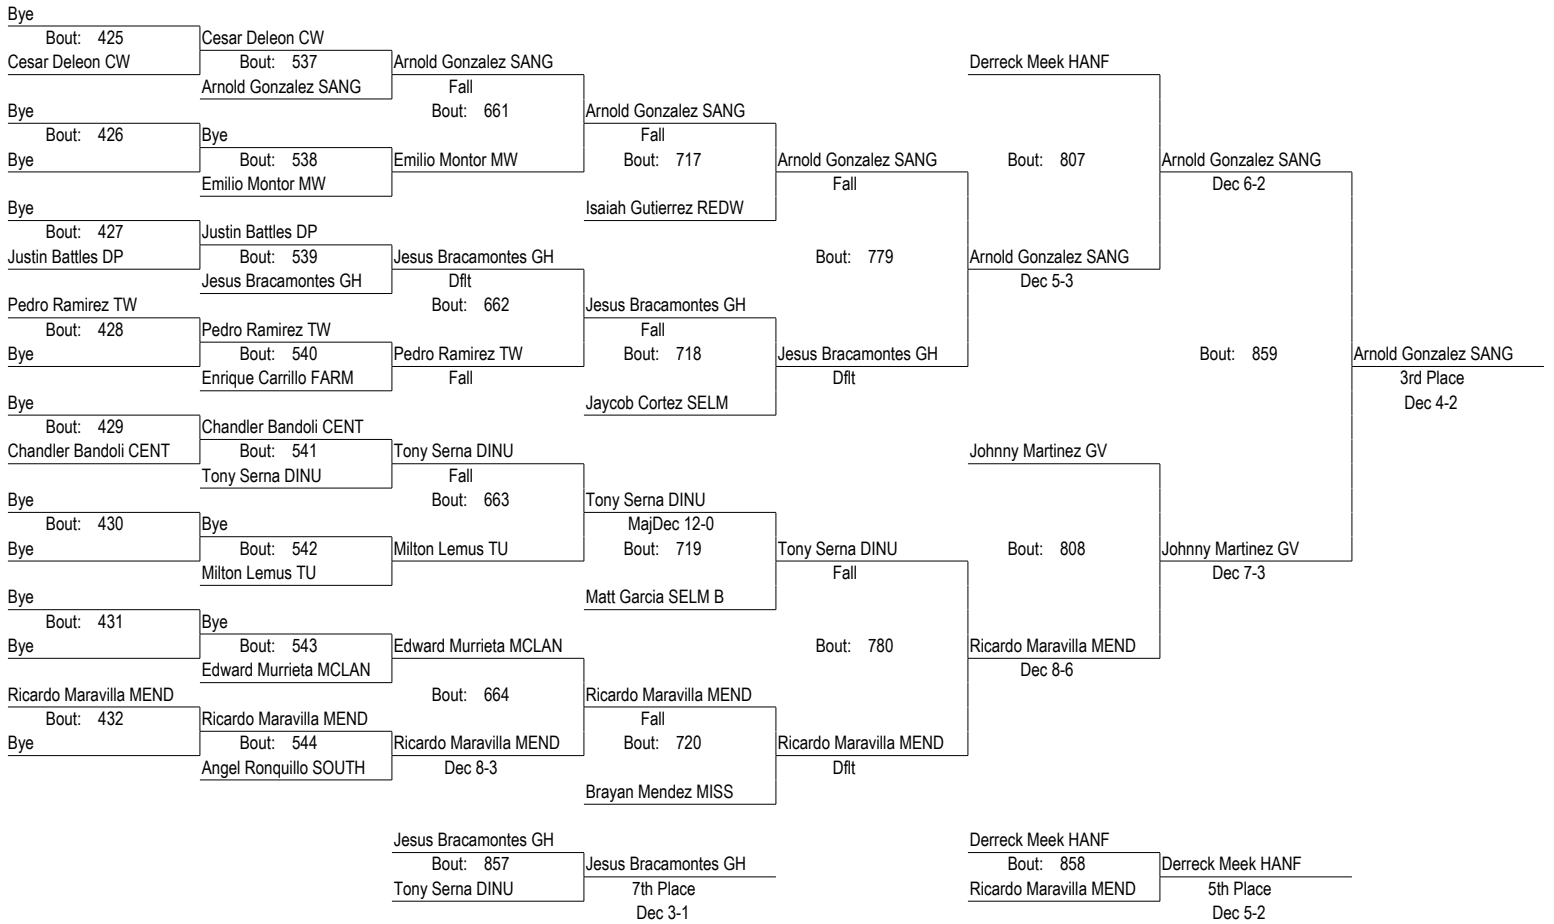 Bye
Bout: 425
Cesar Deleon CW
Bye
Bout: 426
Bye
Bye
Bout: 427
Justin Battles DP
Pedro Ramirez TW
Bout: 428
Bye
Bye
Bout: 429
Chandler Bandoli CENT
Bye
Bout: 430
Bye
Bye
Bout: 431
Bye
Ricardo Maravilla MEND
Bout: 432
Bye
Cesar Deleon CW
Bout: 537
Arnold Gonzalez SANG
Bye
Bout: 538
Emilio Montor MW
Justin Battles DP
Bout: 539
Jesus Bracamontes GH
Pedro Ramirez TW
Bout: 540
Enrique Carrillo FARM
Chandler Bandoli CENT
Bout: 541
Tony Serna DINU
Bye
Bout: 542
Milton Lemus TU
Bye
Bout: 543
Edward Murrieta MCLAN
Ricardo Maravilla MEND
Bout: 544
Angel Ronquillo SOUTH
Arnold Gonzalez SANG
Fall
Bout: 661
Emilio Montor MW
Jesus Bracamontes GH
Dflt
Bout: 662
Pedro Ramirez TW
Fall
Tony Serna DINU
Fall
Bout: 663
Milton Lemus TU
Edward Murrieta MCLAN
Bout: 664
Ricardo Maravilla MEND
Dec 8-3
Arnold Gonzalez SANG
Fall
Bout: 717
Isaiah Gutierrez REDW
Jesus Bracamontes GH
Fall
Bout: 718
Jaycob Cortez SELM
Tony Serna DINU
MajDec 12-0
Bout: 719
Matt Garcia SELM B
Ricardo Maravilla MEND
Fall
Bout: 720
Brayan Mendez MISS
Arnold Gonzalez SANG
Fall
Bout: 779
Jesus Bracamontes GH
Dflt
Tony Serna DINU
Fall
Bout: 780
Ricardo Maravilla MEND
Dflt
Derreck Meek HANF
Bout: 807
Arnold Gonzalez SANG
Dec 5-3
Johnny Martinez GV
Bout: 808
Ricardo Maravilla MEND
Dec 8-6
Arnold Gonzalez SANG
Dec 6-2
Bout: 859
Johnny Martinez GV
Dec 7-3
Arnold Gonzalez SANG
3rd Place
Dec 4-2
Jesus Bracamontes GH
Bout: 857
Tony Serna DINU
Jesus Bracamontes GH
7th Place
Dec 3-1
Derreck Meek HANF
Bout: 858
Ricardo Maravilla MEND
Derreck Meek HANF
5th Place
Dec 5-2